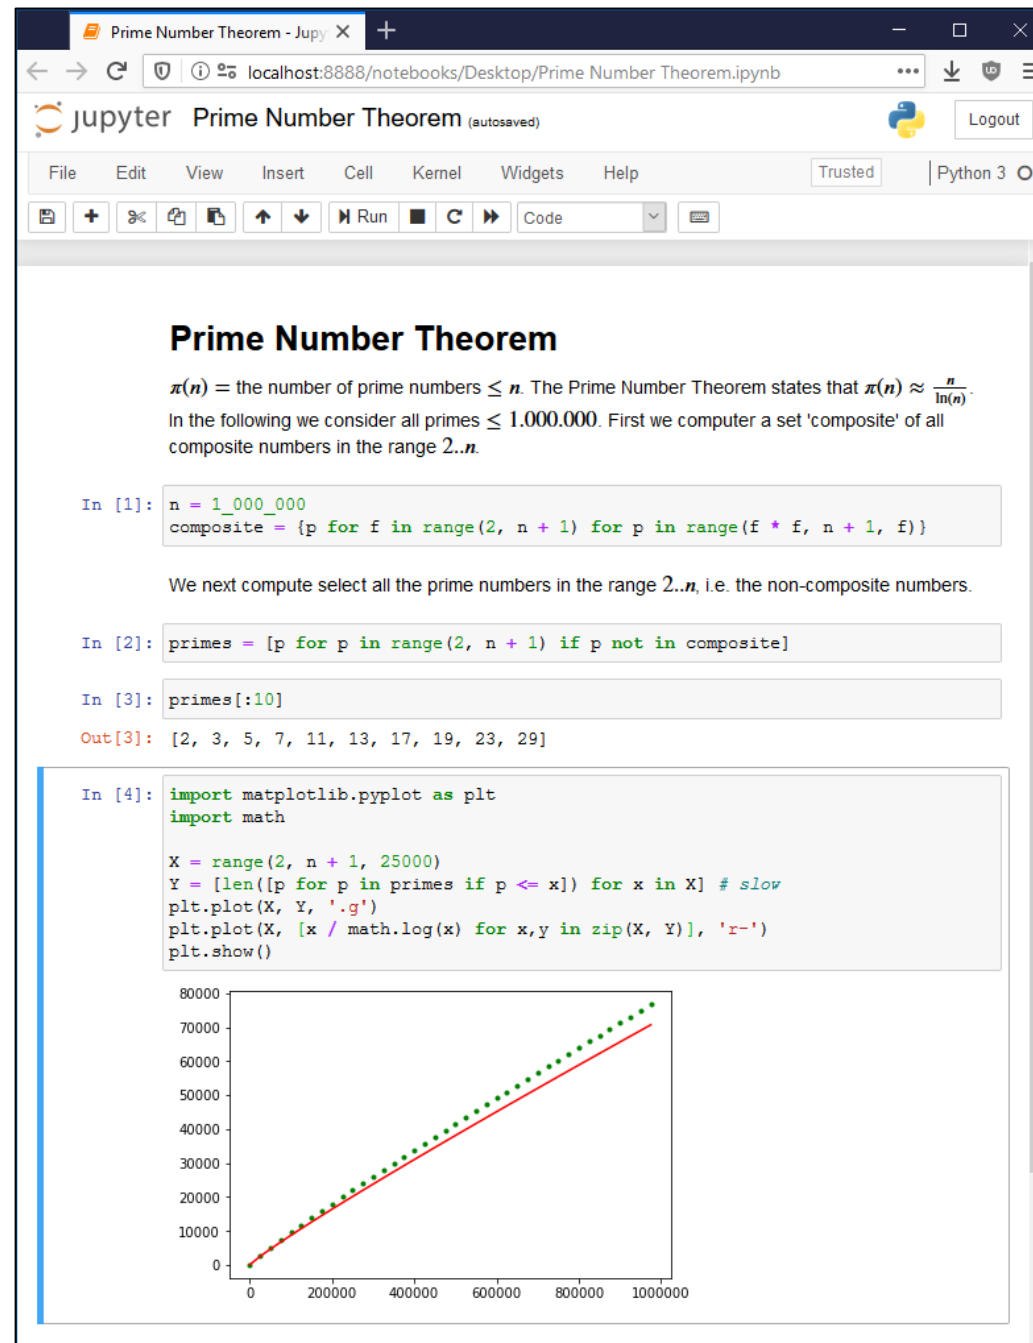 Prime Number Theorem - Jupy
localhost:8888/notebooks/Desktop/Prime Number Theorem.ipynb
jupyter Prime Number Theorem (autosaved)
Logout
File Edit View Insert Cell Kernel Widgets Help Trusted Python 3
Run Code
Prime Number Theorem
π(n) = the number of prime numbers ≤ n. The Prime Number Theorem states that π(n) ≈ n/ln(n).
In the following we consider all primes ≤ 1.000.000. First we computer a set 'composite' of all
composite numbers in the range 2..n.
In [1]: n = 1_000_000
composite = {p for f in range(2, n + 1) for p in range(f * f, n + 1, f)}
We next compute select all the prime numbers in the range 2..n, i.e. the non-composite numbers.
In [2]: primes = [p for p in range(2, n + 1) if p not in composite]
In [3]: primes[:10]
Out[3]: [2, 3, 5, 7, 11, 13, 17, 19, 23, 29]
In [4]: import matplotlib.pyplot as plt
import math
X = range(2, n + 1, 25000)
Y = [len([p for p in primes if p <= x]) for x in X] # slow
plt.plot(X, Y, '.g')
plt.plot(X, [x / math.log(x) for x,y in zip(X, Y)], 'r-')
plt.show()
80000
70000
60000
50000
40000
30000
20000
10000
0
0 200000 400000 600000 800000 1000000